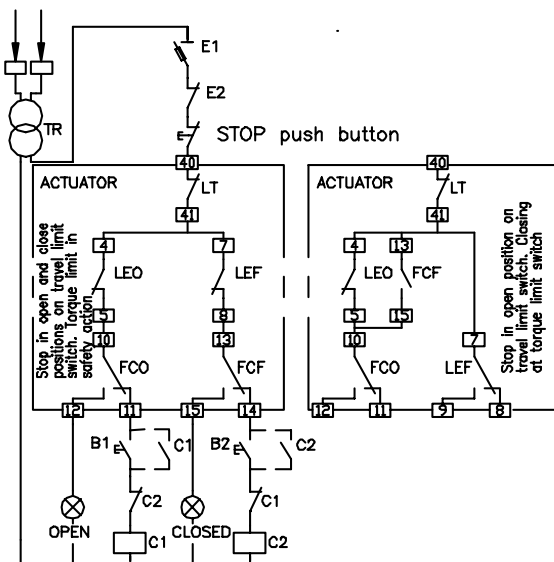 E1
TR
E2
STOP push button
40
ACTUATOR
LT
41
4
7
LEO
LEF
5
8
10
13
FCO
FCF
12
11
15
14
Stop in open and close
positions on travel limit
switch. Torque limit in
safety action
B1
C1
B2
C2
C2
C1
OPEN
C1
CLOSED
C2
40
ACTUATOR
LT
41
4
13
LEO
FCF
5
15
7
10
FCO
LEF
12
11
9
8
Stop in open position on
travel limit switch. Closing
at torque limit switch